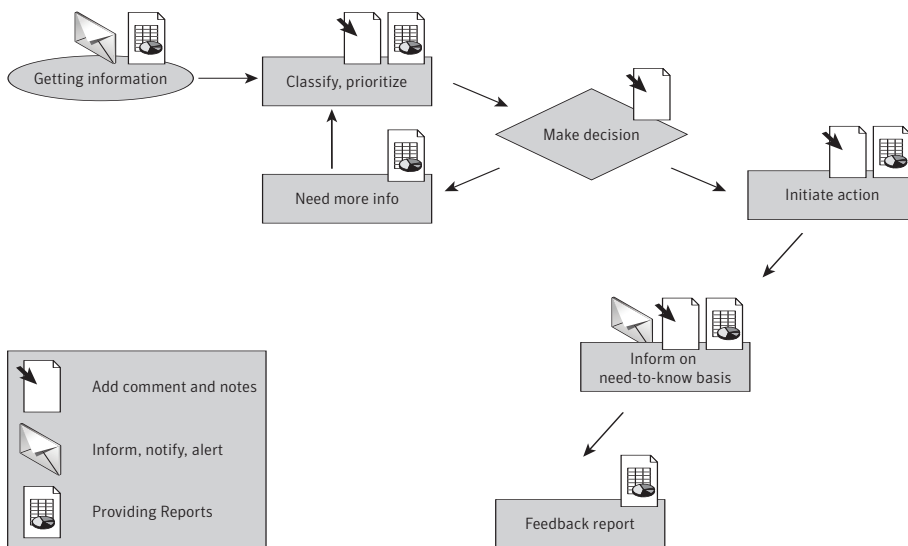 Getting information
Classify, prioritize
Make decision
Need more info
Initiate action
Inform on
need-to-know basis
Feedback report
Add comment and notes
Inform, notify, alert
Providing Reports